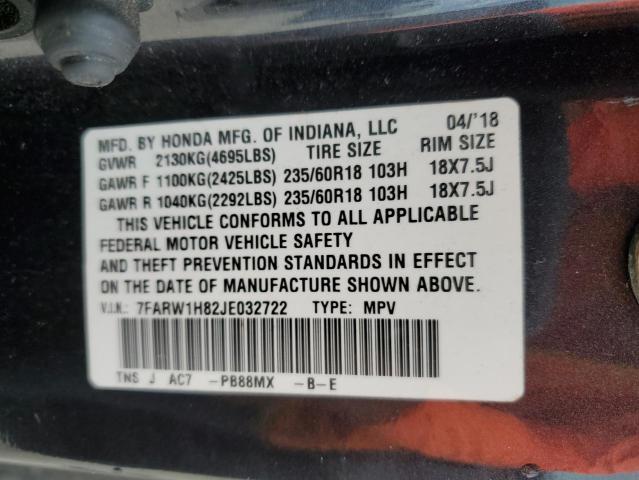 MFD. BY HONDA MFG. OF INDIANA, LLC 04/'18
GVWR 2130KG(4695LBS) TIRE SIZE RIM SIZE
GAWR F 1100KG(2425LBS) 235/60R18 103H 18X7.5J
GAWR R 1040KG(2292LBS) 235/60R18 103H 18X7.5J
THIS VEHICLE CONFORMS TO ALL APPLICABLE
FEDERAL MOTOR VEHICLE SAFETY
AND THEFT PREVENTION STANDARDS IN EFFECT
ON THE DATE OF MANUFACTURE SHOWN ABOVE.
V.I.N.: 7FARW1H82JE032722 TYPE: MPV
TNS J AC7 -PB88MX -B-E